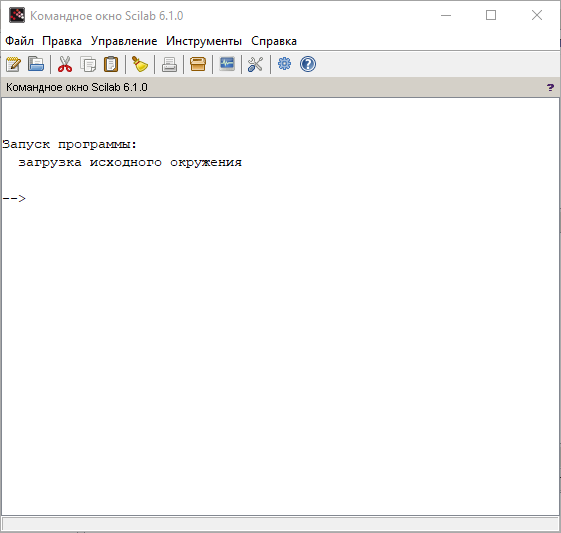 Командное окно Scilab 6.1.0
Файл Правка Управление Инструменты Справка
Командное окно Scilab 6.1.0 ?
Запуск программы:
загрузка исходного окружения
-->